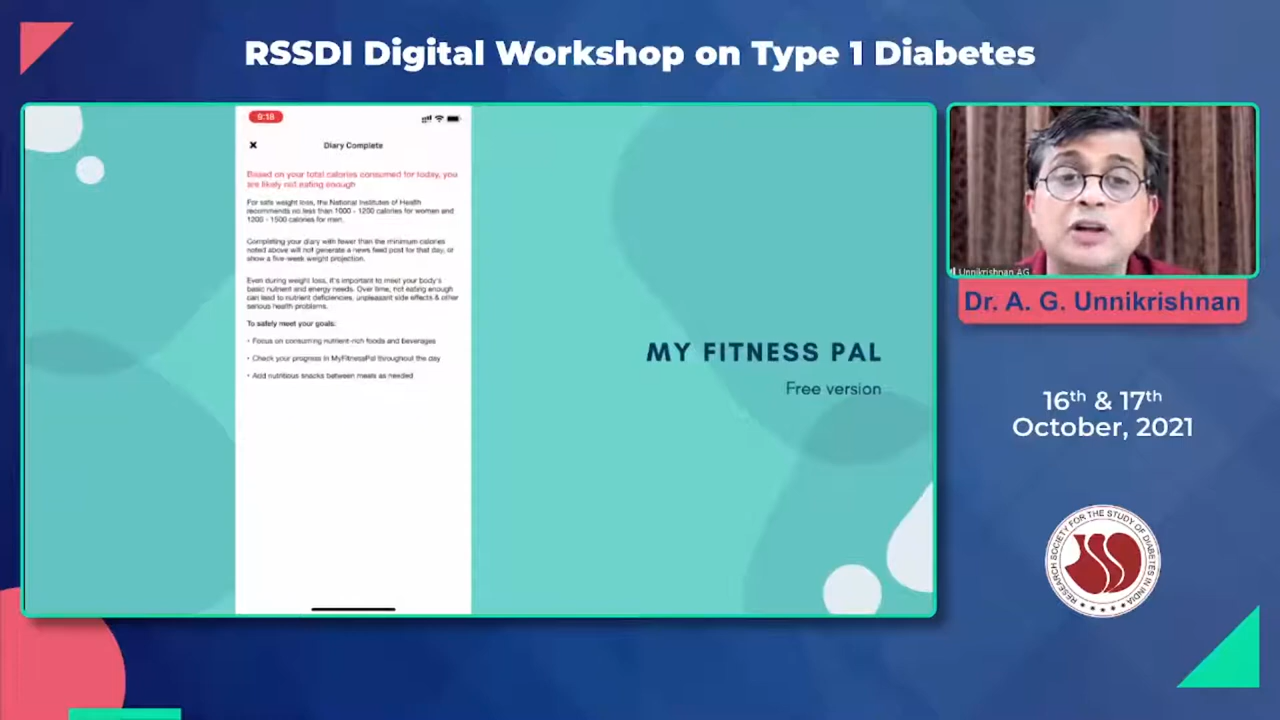 RSSDI Digital Workshop on Type 1 Diabetes
9:18
Diary Complete
Based on your total calories consumed for today, you
are likely not eating enough
For safe weight loss, the National Institutes of Health
recommends no less than 1000 - 1200 calories for women and
1200 - 1500 calories for men.
Completing your diary with fewer than the minimum calories
noted above will not generate a news feed post for that day, or
show a five-week weight projection.
Even during weight loss, it's important to meet your body's
basic nutrient and energy needs. Over time, not eating enough
can lead to nutrient deficiencies, unpleasant side effects & other
serious health problems.
To safely meet your goals:
• Focus on consuming nutrient-rich foods and beverages
• Check your progress in MyFitnessPal throughout the day
• Add nutritious snacks between meals as needed
MY FITNESS PAL
Free version
Unnikrishnan AG
Dr. A. G. Unnikrishnan
16th & 17th
October, 2021
RESEARCH SOCIETY FOR THE STUDY OF DIABETES IN INDIA